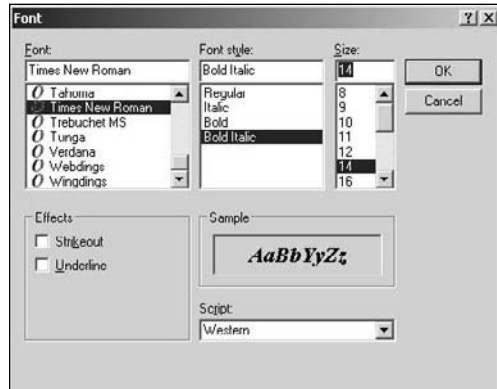 Font
Font:
Font style:
Size:
Times New Roman
Bold Italic
14
OK
Cancel
Tahoma
Times New Roman
Trebuchet MS
Tunga
Verdana
Webdings
Wingdings
Regular
Italic
Bold
Bold Italic
8
9
10
11
12
14
16
Effects
Strikeout
Underline
Sample
AaBbYyZz
Script:
Western